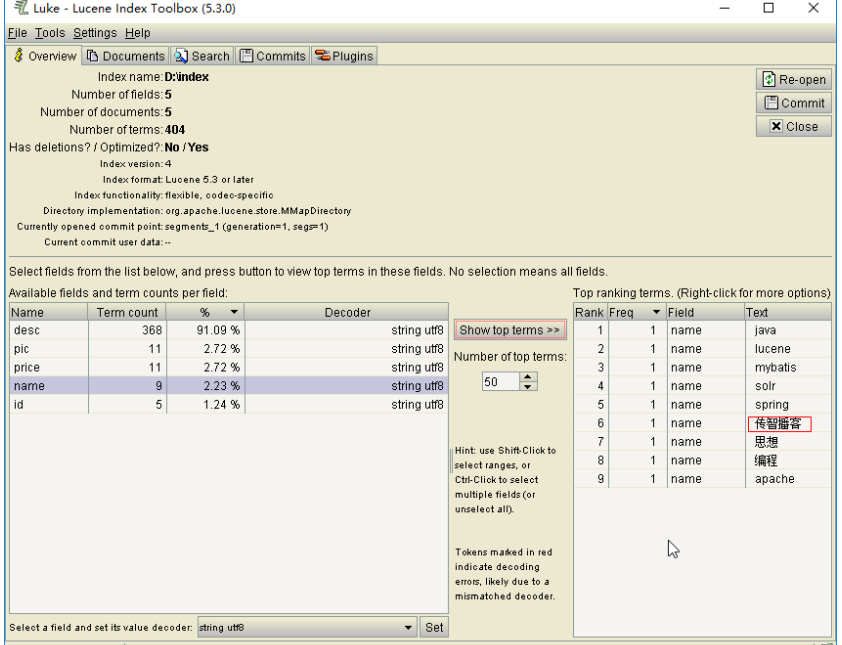 Luke - Lucene Index Toolbox (5.3.0)
File Tools Settings Help
Overview Documents Search Commits Plugins
Index name: D:\index
Number of fields: 5
Number of documents: 5
Number of terms: 404
Has deletions? / Optimized?: No / Yes
Index version: 4
Index format: Lucene 5.3 or later
Index functionality: flexible, codec-specific
Directory implementation: org.apache.lucene.store.MMapDirectory
Currently opened commit point: segments_1 (generation=1, segs=1)
Current commit user data: --
Re-open
Commit
Close
Select fields from the list below, and press button to view top terms in these fields. No selection means all fields.
Available fields and term counts per field:
Name Term count % Decoder
desc 368 91.09 % string utf8
pic 11 2.72 % string utf8
price 11 2.72 % string utf8
name 9 2.23 % string utf8
id 5 1.24 % string utf8
Select a field and set its value decoder: string utf8 Set
Show top terms >>
Number of top terms:
50
Hint: use Shift-Click to
select ranges, or
Ctrl-Click to select
multiple fields (or
unselect all).
Tokens marked in red
indicate decoding
errors, likely due to a
mismatched decoder.
Top ranking terms. (Right-click for more options)
Rank Freq Field Text
1 1 name java
2 1 name lucene
3 1 name mybatis
4 1 name solr
5 1 name spring
6 1 name 传智播客
7 1 name 思想
8 1 name 编程
9 1 name apache